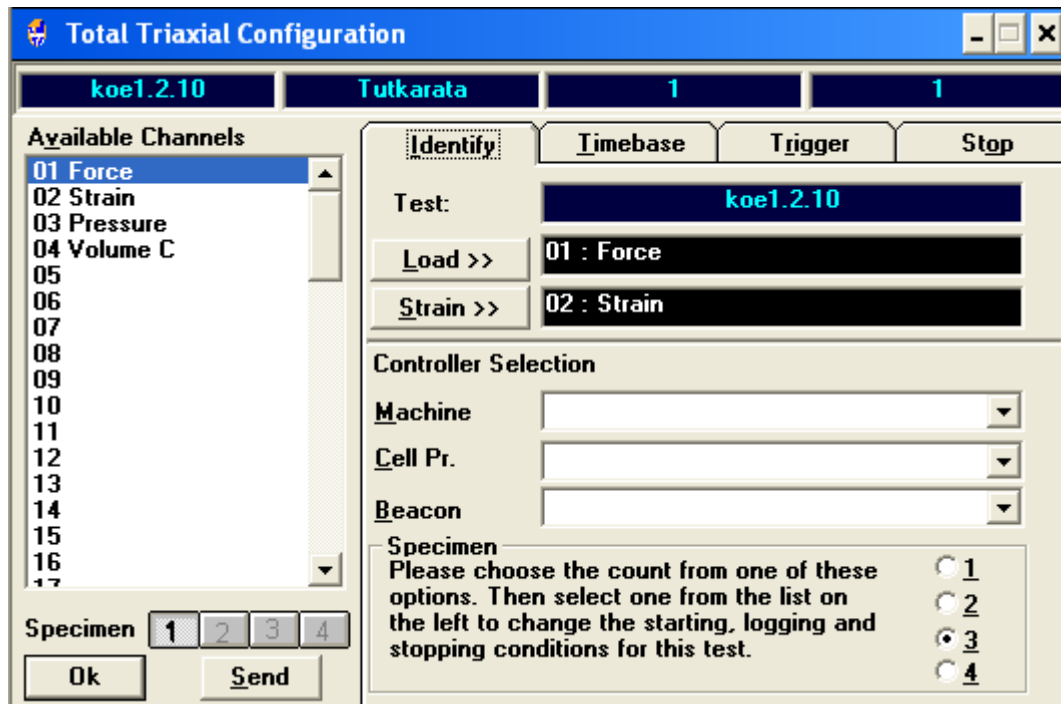 Total Triaxial Configuration
koe1.2.10 Tutkarata 1 1
Available Channels
01 Force
02 Strain
03 Pressure
04 Volume C
05
06
07
08
09
10
11
12
13
14
15
16
17
Specimen 1 2 3 4
Ok Send
Identify Timebase Trigger Stop
Test: koe1.2.10
Load >> 01 : Force
Strain >> 02 : Strain
Controller Selection
Machine
Cell Pr.
Beacon
Specimen
Please choose the count from one of these
options. Then select one from the list on
the left to change the starting, logging and
stopping conditions for this test.
1
2
3
4